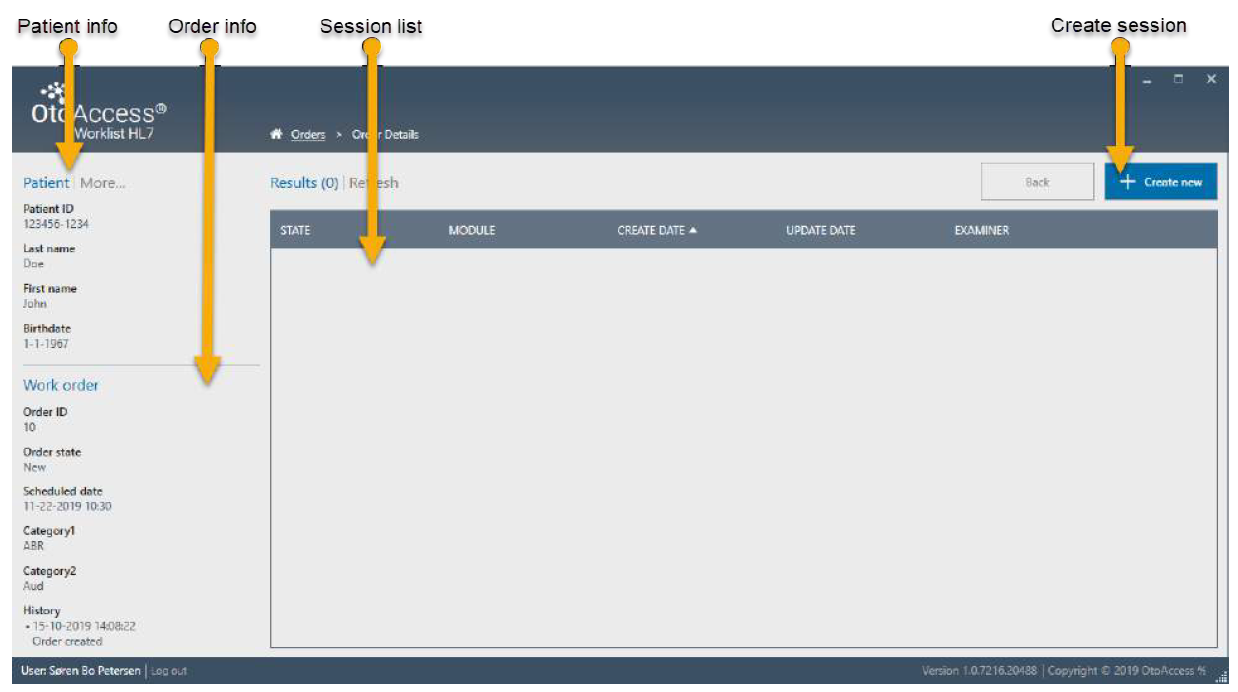 Patient info
Order info
Session list
Create session
OtoAccess®
Worklist HL7
Orders > Order Details
Patient | More...
Results (0) | Refresh
Back
+ Create new
Patient ID
123456-1234
Last name
Doe
First name
John
Birthdate
1-1-1967
STATE
MODULE
CREATE DATE ▲
UPDATE DATE
EXAMINER
Work order
Order ID
10
Order state
New
Scheduled date
11-22-2019 10:30
Category1
ABR
Category2
Aud
History
• 15-10-2019 14:08:22
Order created
User: Søren Bo Petersen | Log out
Version 1.0.7216.20488 | Copyright © 2019 OtoAccess